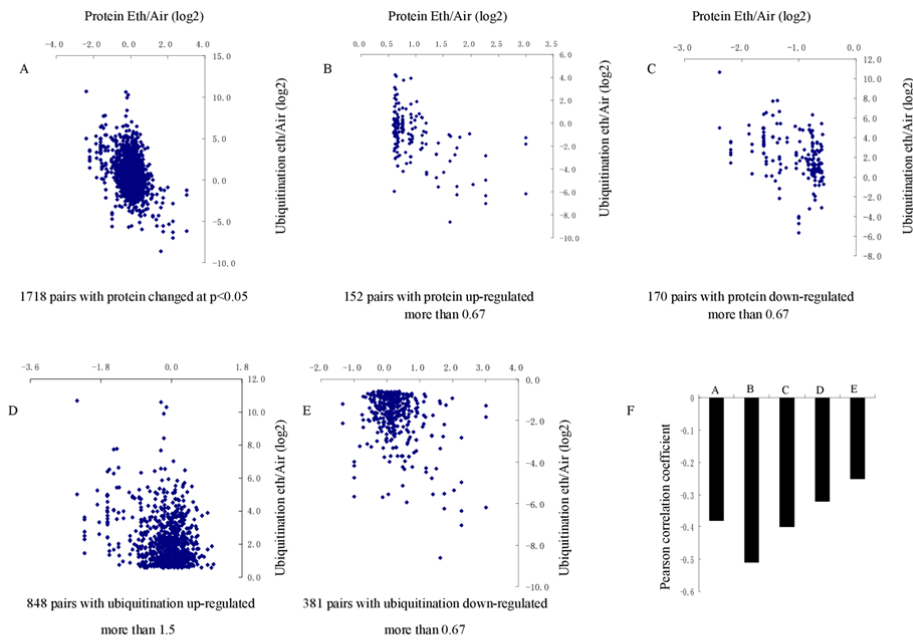 Protein Eth/Air (log2)
Protein Eth/Air (log2)
Protein Eth/Air (log2)
A
-4.0 -2.0 0.0 2.0 4.0
15.0
10.0
5.0
0.0
-5.0
-10.0
Ubiquitination eth/Air (log2)
1718 pairs with protein changed at p<0.05
B
0.0 0.5 1.0 1.5 2.0 2.5 3.0 3.5
6.0
4.0
2.0
0.0
-2.0
-4.0
-6.0
-8.0
-10.0
Ubiquitination eth/Air (log2)
152 pairs with protein up-regulated
more than 0.67
C
-3.0 -2.0 -1.0 0.0
12.0
10.0
8.0
6.0
4.0
2.0
0.0
-2.0
-4.0
-6.0
-8.0
Ubiquitination eth/Air (log2)
170 pairs with protein down-regulated
more than 0.67
D
-3.6 -1.8 0.0 1.8
12.0
10.0
8.0
6.0
4.0
2.0
0.0
Ubiquitination eth/Air (log2)
848 pairs with ubiquitination up-regulated
more than 1.5
E
-2.0 -1.0 0.0 1.0 2.0 3.0 4.0
0.0
-2.0
-4.0
-6.0
-8.0
-10.0
Ubiquitination eth/Air (log2)
381 pairs with ubiquitination down-regulated
more than 0.67
F
A B C D E
0
-0.1
-0.2
-0.3
-0.4
-0.5
-0.6
Pearson correlation coefficient